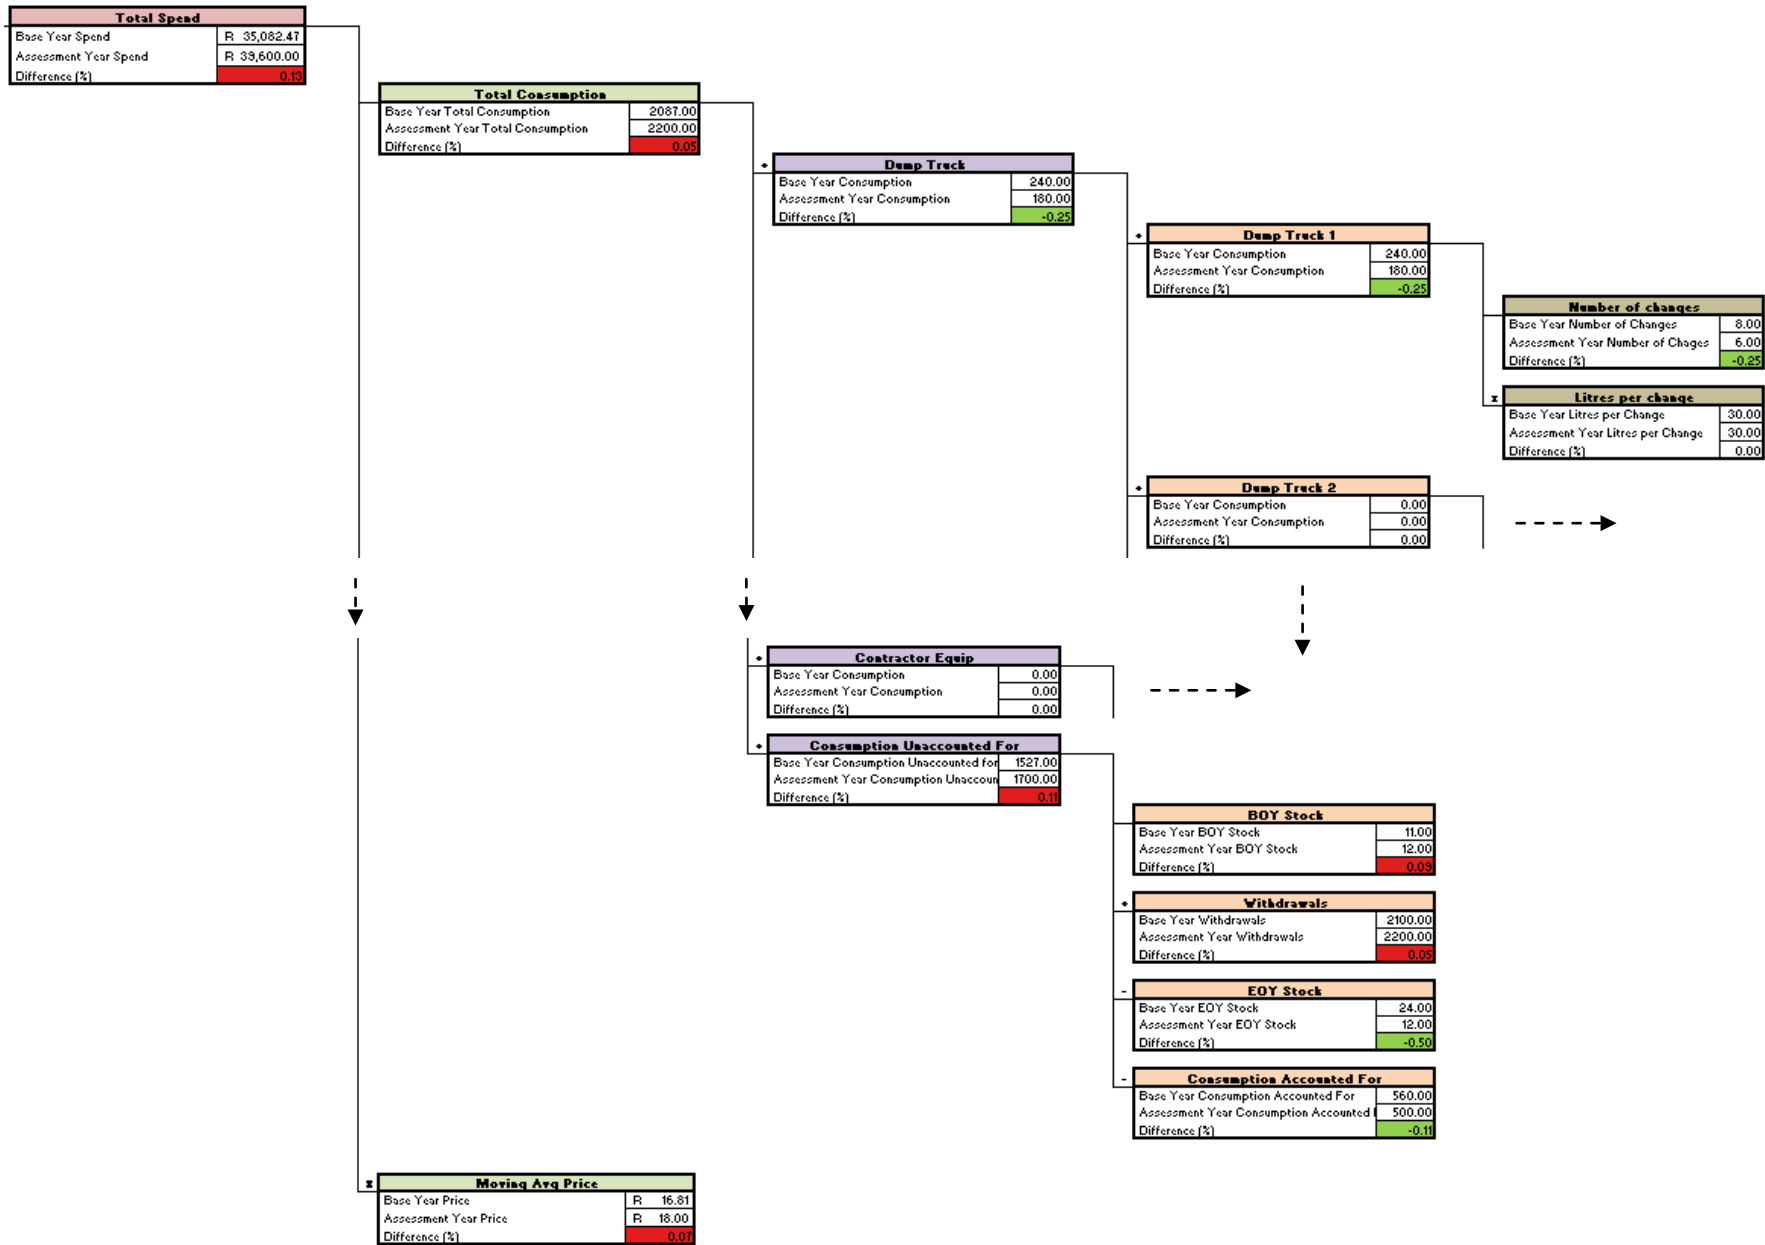 Total Spend
Base Year Spend R 35,082.47
Assessment Year Spend R 39,600.00
Difference (%) 0.13
Total Consumption
Base Year Total Consumption 2087.00
Assessment Year Total Consumption 2200.00
Difference (%) 0.05
+ Dump Truck
Base Year Consumption 240.00
Assessment Year Consumption 180.00
Difference (%) -0.25
+ Dump Truck 1
Base Year Consumption 240.00
Assessment Year Consumption 180.00
Difference (%) -0.25
Number of changes
Base Year Number of Changes 8.00
Assessment Year Number of Chages 6.00
Difference (%) -0.25
x Litres per change
Base Year Litres per Change 30.00
Assessment Year Litres per Change 30.00
Difference (%) 0.00
+ Dump Truck 2
Base Year Consumption 0.00
Assessment Year Consumption 0.00
Difference (%) 0.00
+ Contractor Equip
Base Year Consumption 0.00
Assessment Year Consumption 0.00
Difference (%) 0.00
+ Consumption Unaccounted For
Base Year Consumption Unaccounted for 1527.00
Assessment Year Consumption Unaccoun 1700.00
Difference (%) 0.11
BOY Stock
Base Year BOY Stock 11.00
Assessment Year BOY Stock 12.00
Difference (%) 0.09
+ Withdrawals
Base Year Withdrawals 2100.00
Assessment Year Withdrawals 2200.00
Difference (%) 0.05
- EOY Stock
Base Year EOY Stock 24.00
Assessment Year EOY Stock 12.00
Difference (%) -0.50
- Consumption Accounted For
Base Year Consumption Accounted For 560.00
Assessment Year Consumption Accounted 500.00
Difference (%) -0.11
x Moving Avg Price
Base Year Price R 16.81
Assessment Year Price R 18.00
Difference (%) 0.07